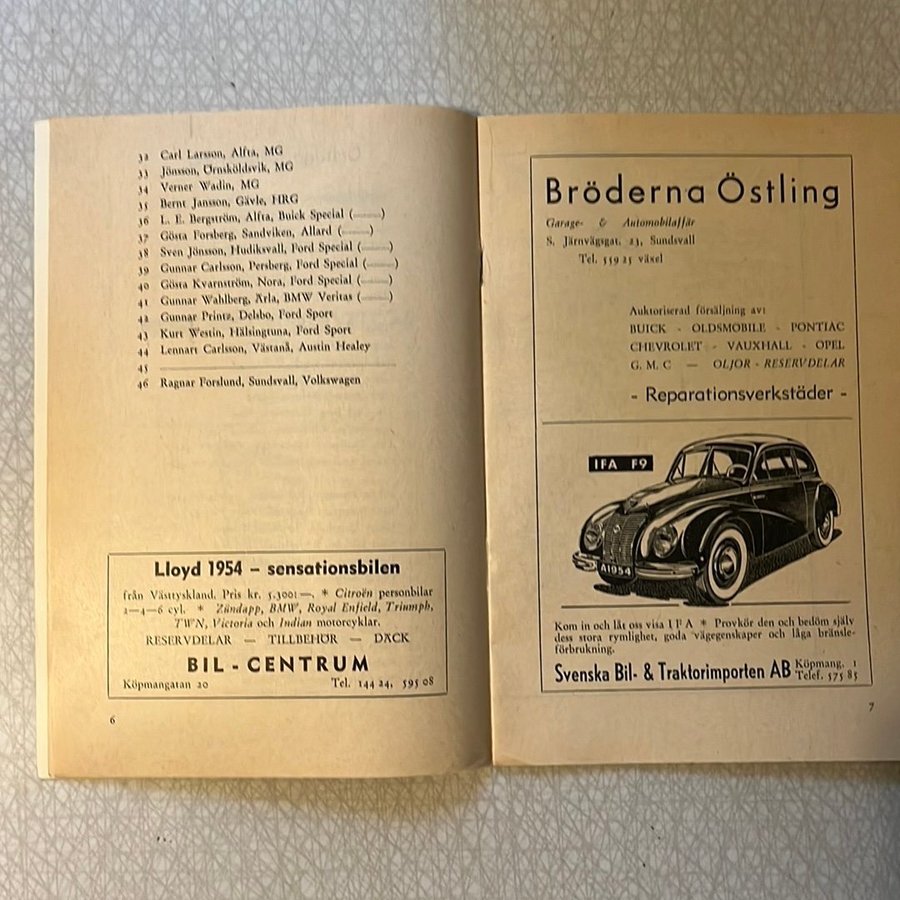 32 Carl Larsson, Alfta, MG
33 Jönsson, Örnsköldsvik, MG
34 Verner Wadin, MG
35 Bernt Jansson, Gävle, HRG
36 L. E. Bergström, Alfta, Buick Special (——)
37 Gösta Forsberg, Sandviken, Allard (——)
38 Sven Jönsson, Hudiksvall, Ford Special (——)
39 Gunnar Carlsson, Persberg, Ford Special (——)
40 Gösta Kvarnström, Nora, Ford Special (——)
41 Gunnar Wahlberg, Ärla, BMW Veritas (——)
42 Gunnar Printz, Delsbo, Ford Sport
43 Kurt Westin, Hälsingtuna, Ford Sport
44 Lennart Carlsson, Västanå, Austin Healey
45
46 Ragnar Forslund, Sundsvall, Volkswagen
Lloyd 1954 – sensationsbilen
från Västtyskland. Pris kr. 5.300:—, * Citroën personbilar
2—4—6 cyl. * Zündapp, BMW, Royal Enfield, Triumph,
TWN, Victoria och Indian motorcyklar.
RESERVDELAR — TILLBEHÖR — DÄCK
BIL - CENTRUM
Köpmangatan 20 Tel. 144 24, 595 08
6
Bröderna Östling
Garage- & Automobilaffär
S. Järnvägsgat. 23, Sundsvall
Tel. 559 25 växel
Auktoriserad försäljning av:
BUICK - OLDSMOBILE - PONTIAC
CHEVROLET - VAUXHALL - OPEL
G. M. C — OLJOR - RESERVDELAR
- Reparationsverkstäder -
IFA F9
A1954
Kom in och låt oss visa I F A * Provkör den och bedöm själv
dess stora rymlighet, goda vägegenskaper och låga bränsle-
förbrukning.
Svenska Bil- & Traktorimporten AB Köpmang. 1
Telef. 575 85
7